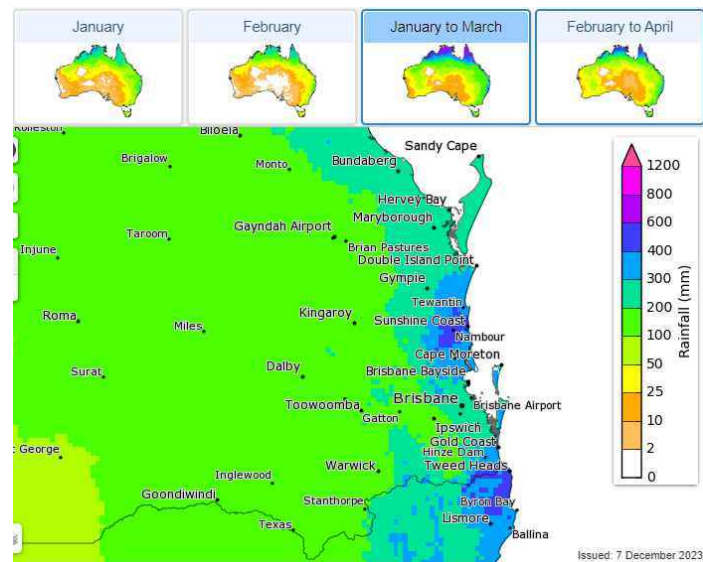 January
February
January to March
February to April
Rolleston
Biloela
Sandy Cape
Brigalow
Monto
Bundaberg
Hervey Bay
Maryborough
Taroom
Gayndah Airport
Brian Pastures
Injune
Double Island Point
Gympie
Tewantin
Roma
Kingaroy
Sunshine Coast
Miles
Nambour
Cape Moreton
Surat
Dalby
Brisbane Bayside
Brisbane
Brisbane Airport
Toowoomba
Gatton
Ipswich
Gold Coast
Hinze Dam
t George
Warwick
Tweed Heads
Inglewood
Goondiwindi
Stanthorpe
Byron Bay
Lismore
Texas
Ballina
1200
800
600
400
300
200
100
50
25
10
2
0
Rainfall (mm)
Issued: 7 December 2023